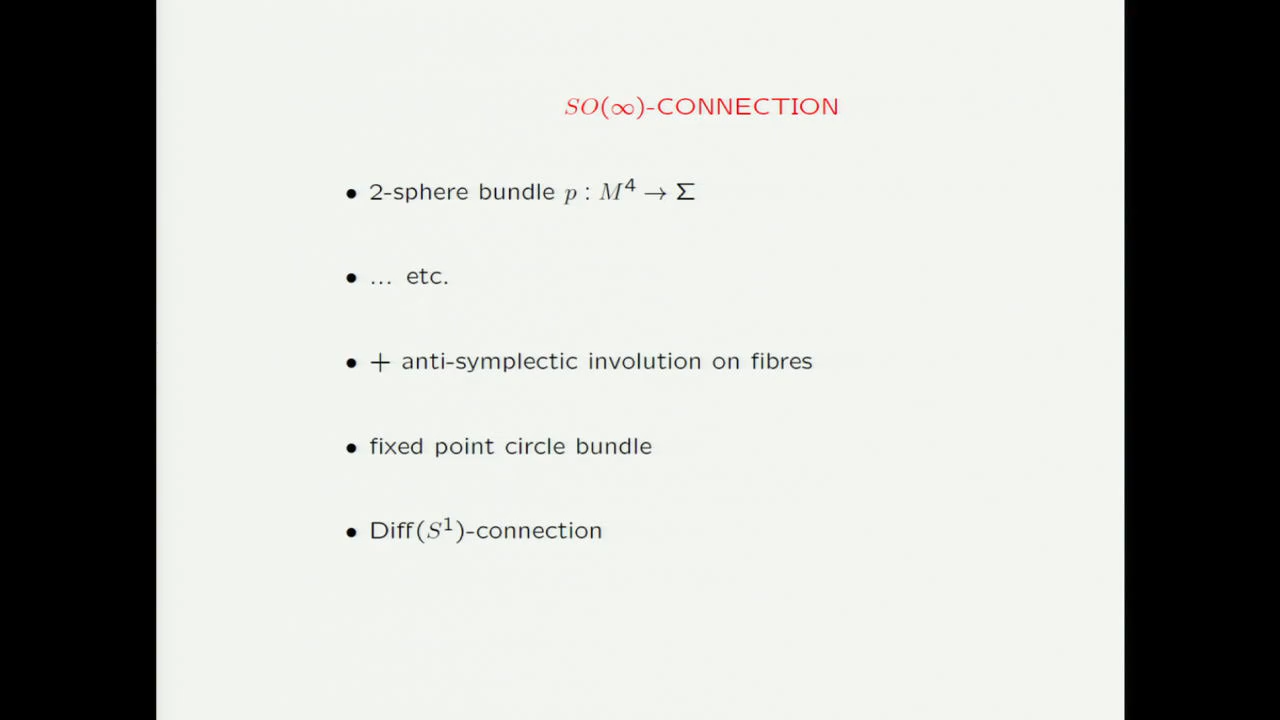 SO(∞)-CONNECTION
• 2-sphere bundle p : M⁴ → Σ
• ... etc.
• + anti-symplectic involution on fibres
• fixed point circle bundle
• Diff(S¹)-connection